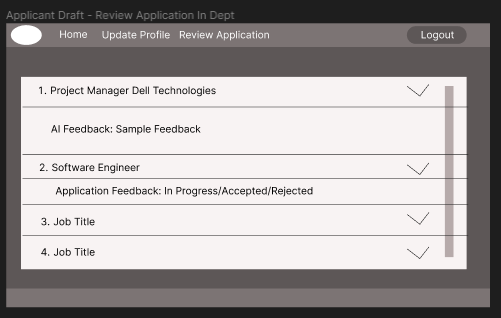 Applicant Draft - Review Application In Dept
Home Update Profile Review Application Logout
1. Project Manager Dell Technologies
AI Feedback: Sample Feedback
2. Software Engineer
Application Feedback: In Progress/Accepted/Rejected
3. Job Title
4. Job Title